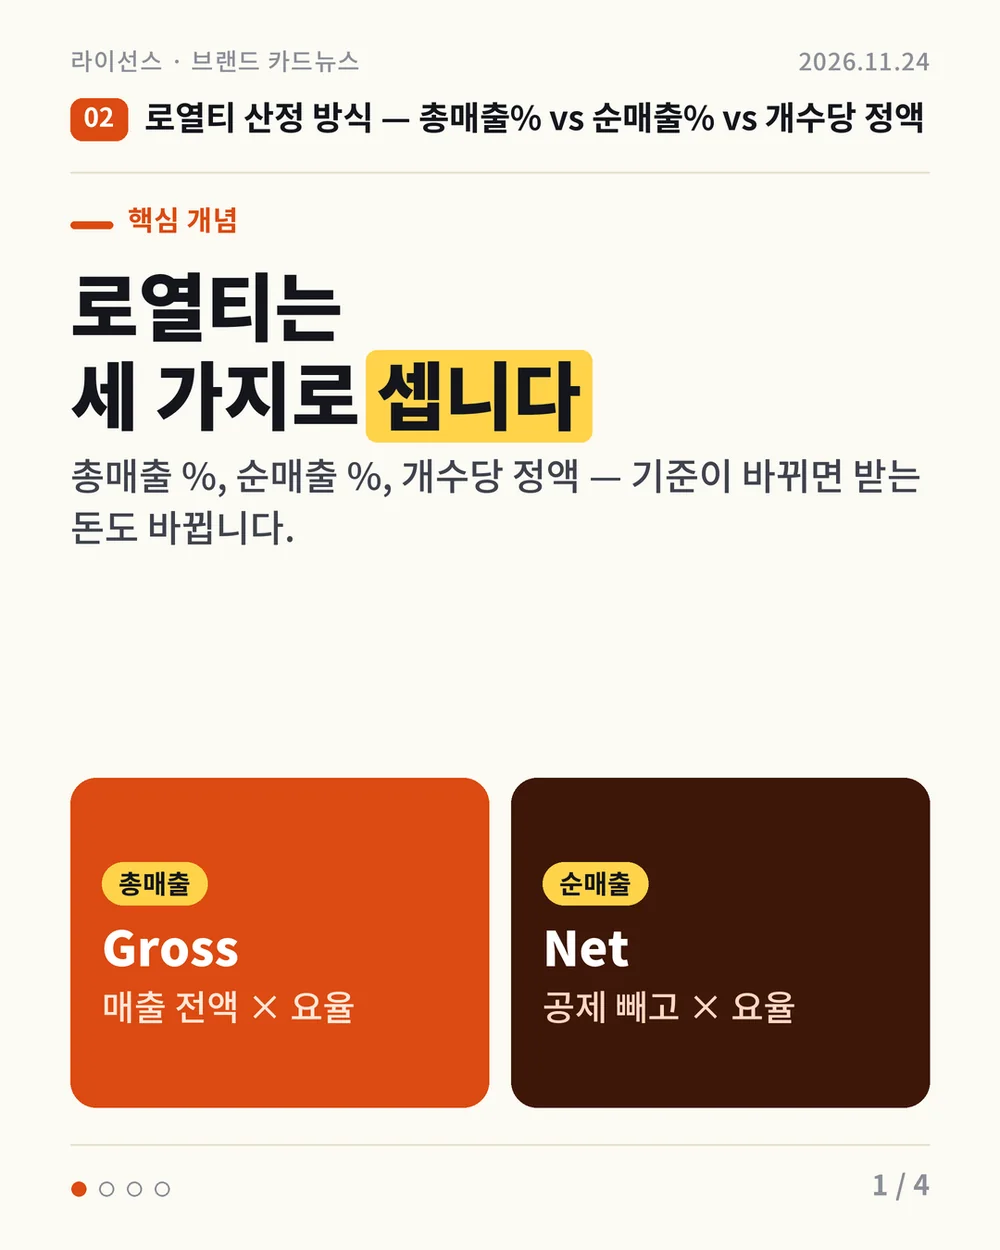 라이선스 · 브랜드 카드뉴스
2026.11.24
02 로열티 산정 방식 — 총매출% vs 순매출% vs 개수당 정액
핵심 개념
로열티는
세 가지로 셉니다
총매출 %, 순매출 %, 개수당 정액 — 기준이 바뀌면 받는
돈도 바뀝니다.
총매출
Gross
매출 전액 × 요율
순매출
Net
공제 빼고 × 요율
1 / 4